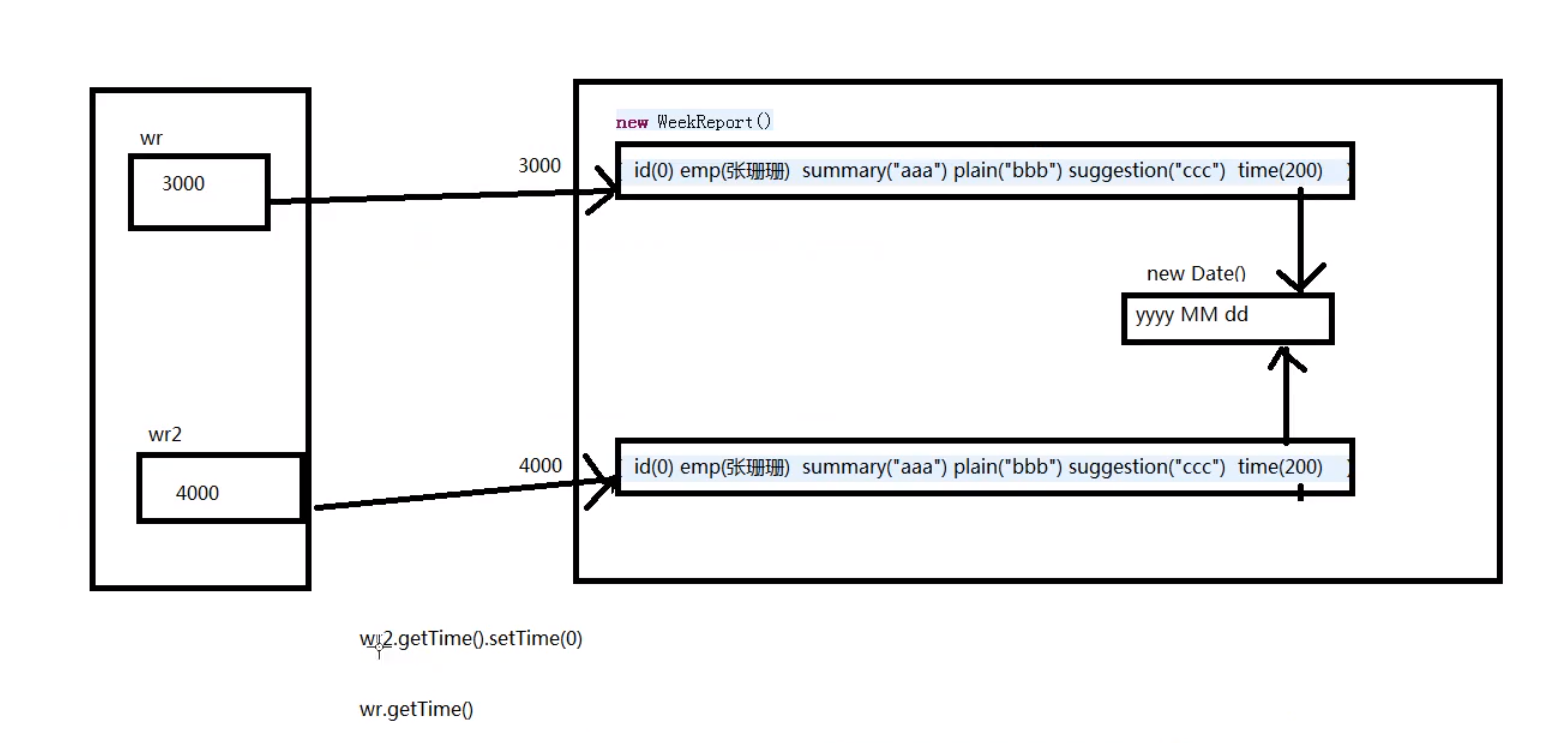 new WeekReport()
wr
3000
3000
id(0) emp(张珊珊) summary("aaa") plain("bbb") suggestion("ccc") time(200)
new Date()
yyyy MM dd
wr2
4000
4000
id(0) emp(张珊珊) summary("aaa") plain("bbb") suggestion("ccc") time(200)
wr2.getTime().setTime(0)
wr.getTime()